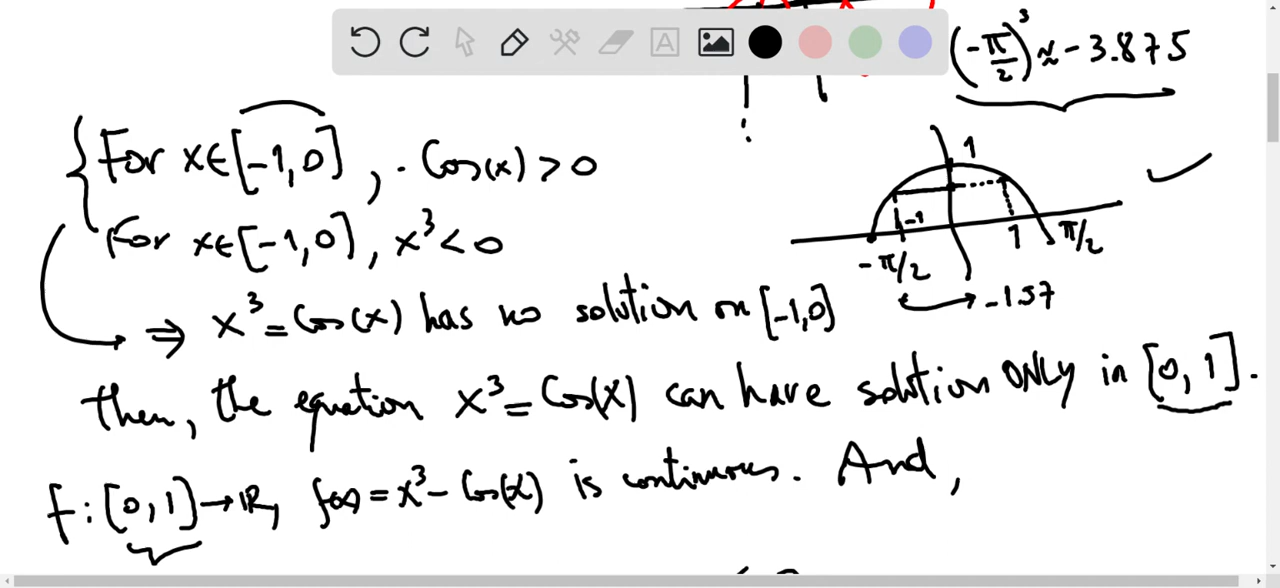 (-π/2)³ ≈ -3.875
For x∈[-1,0], . Cos(x) > 0
For x∈[-1,0], x³ < 0
1
-1
1
π/2
-π/2
-1.57
⇒ x³ = Cos(x) has no solution on [-1,0]
then, the equation x³ = Cos(x) can have solution ONLY in [0,1].
f: [0,1] → ℝ, f(x) = x³ - Cos(x) is continuous. And,